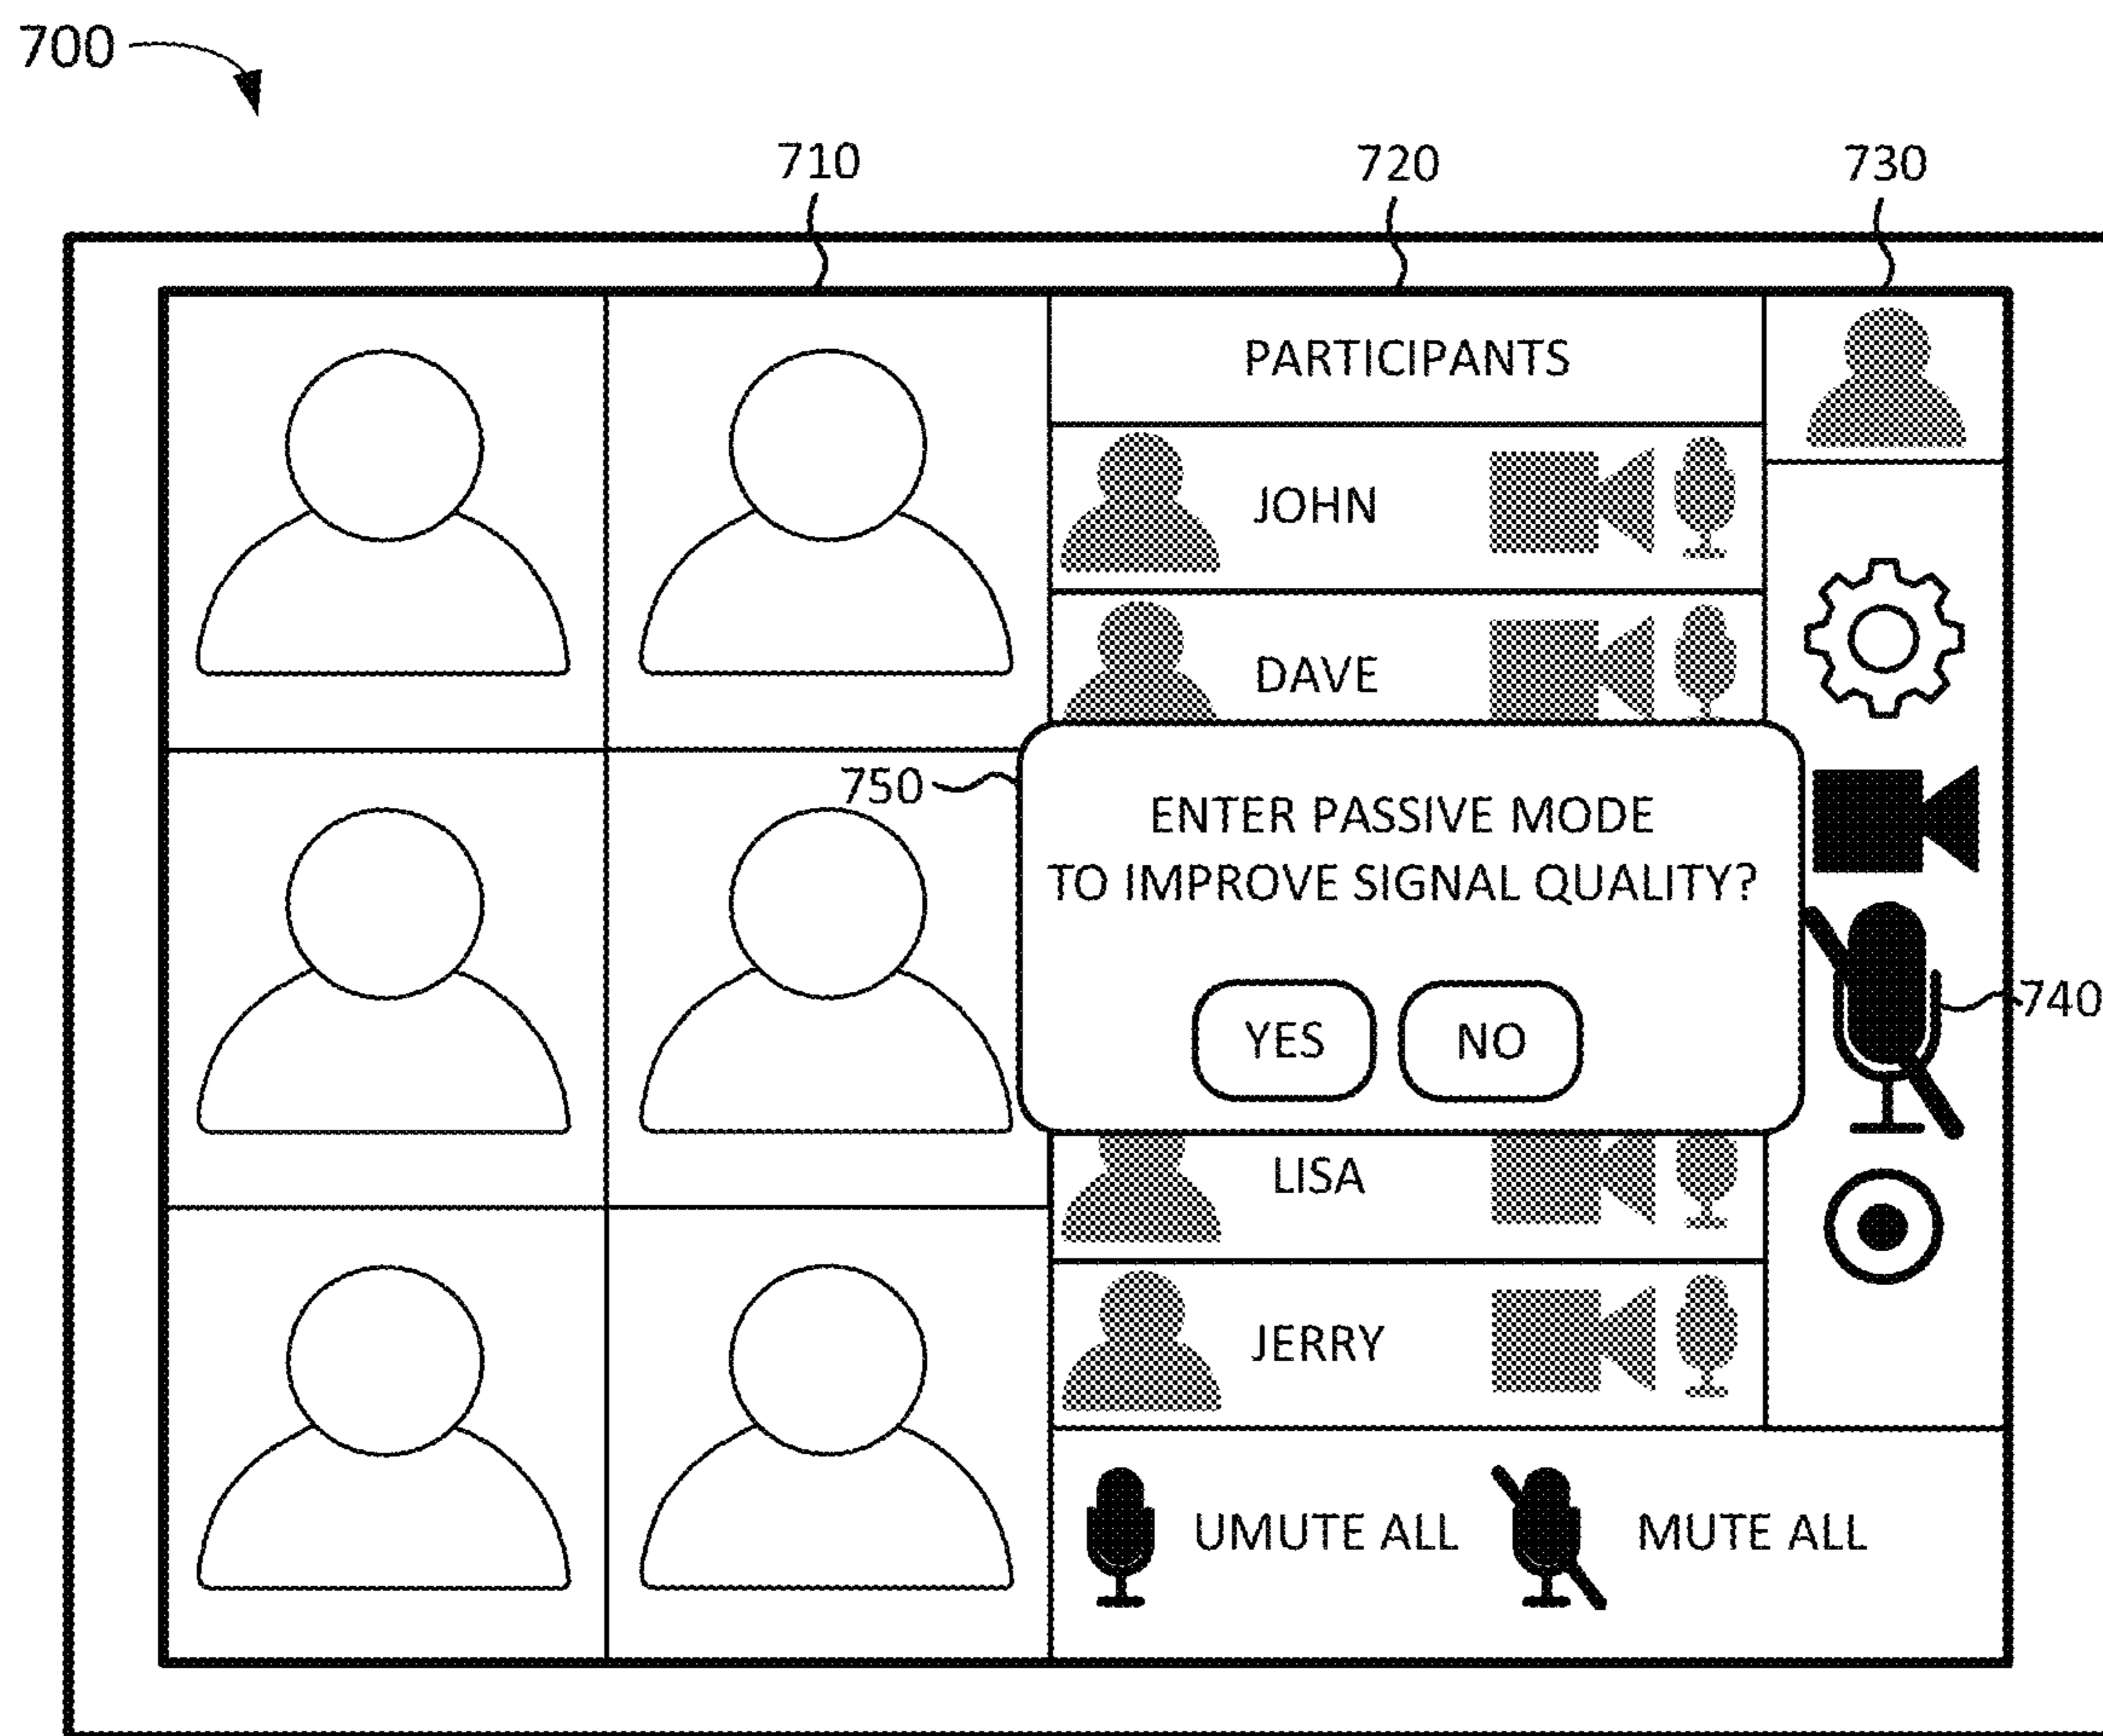 700
710
720
730
PARTICIPANTS
JOHN
DAVE
750
ENTER PASSIVE MODE
TO IMPROVE SIGNAL QUALITY?
YES
NO
740
LISA
JERRY
UMUTE ALL
MUTE ALL